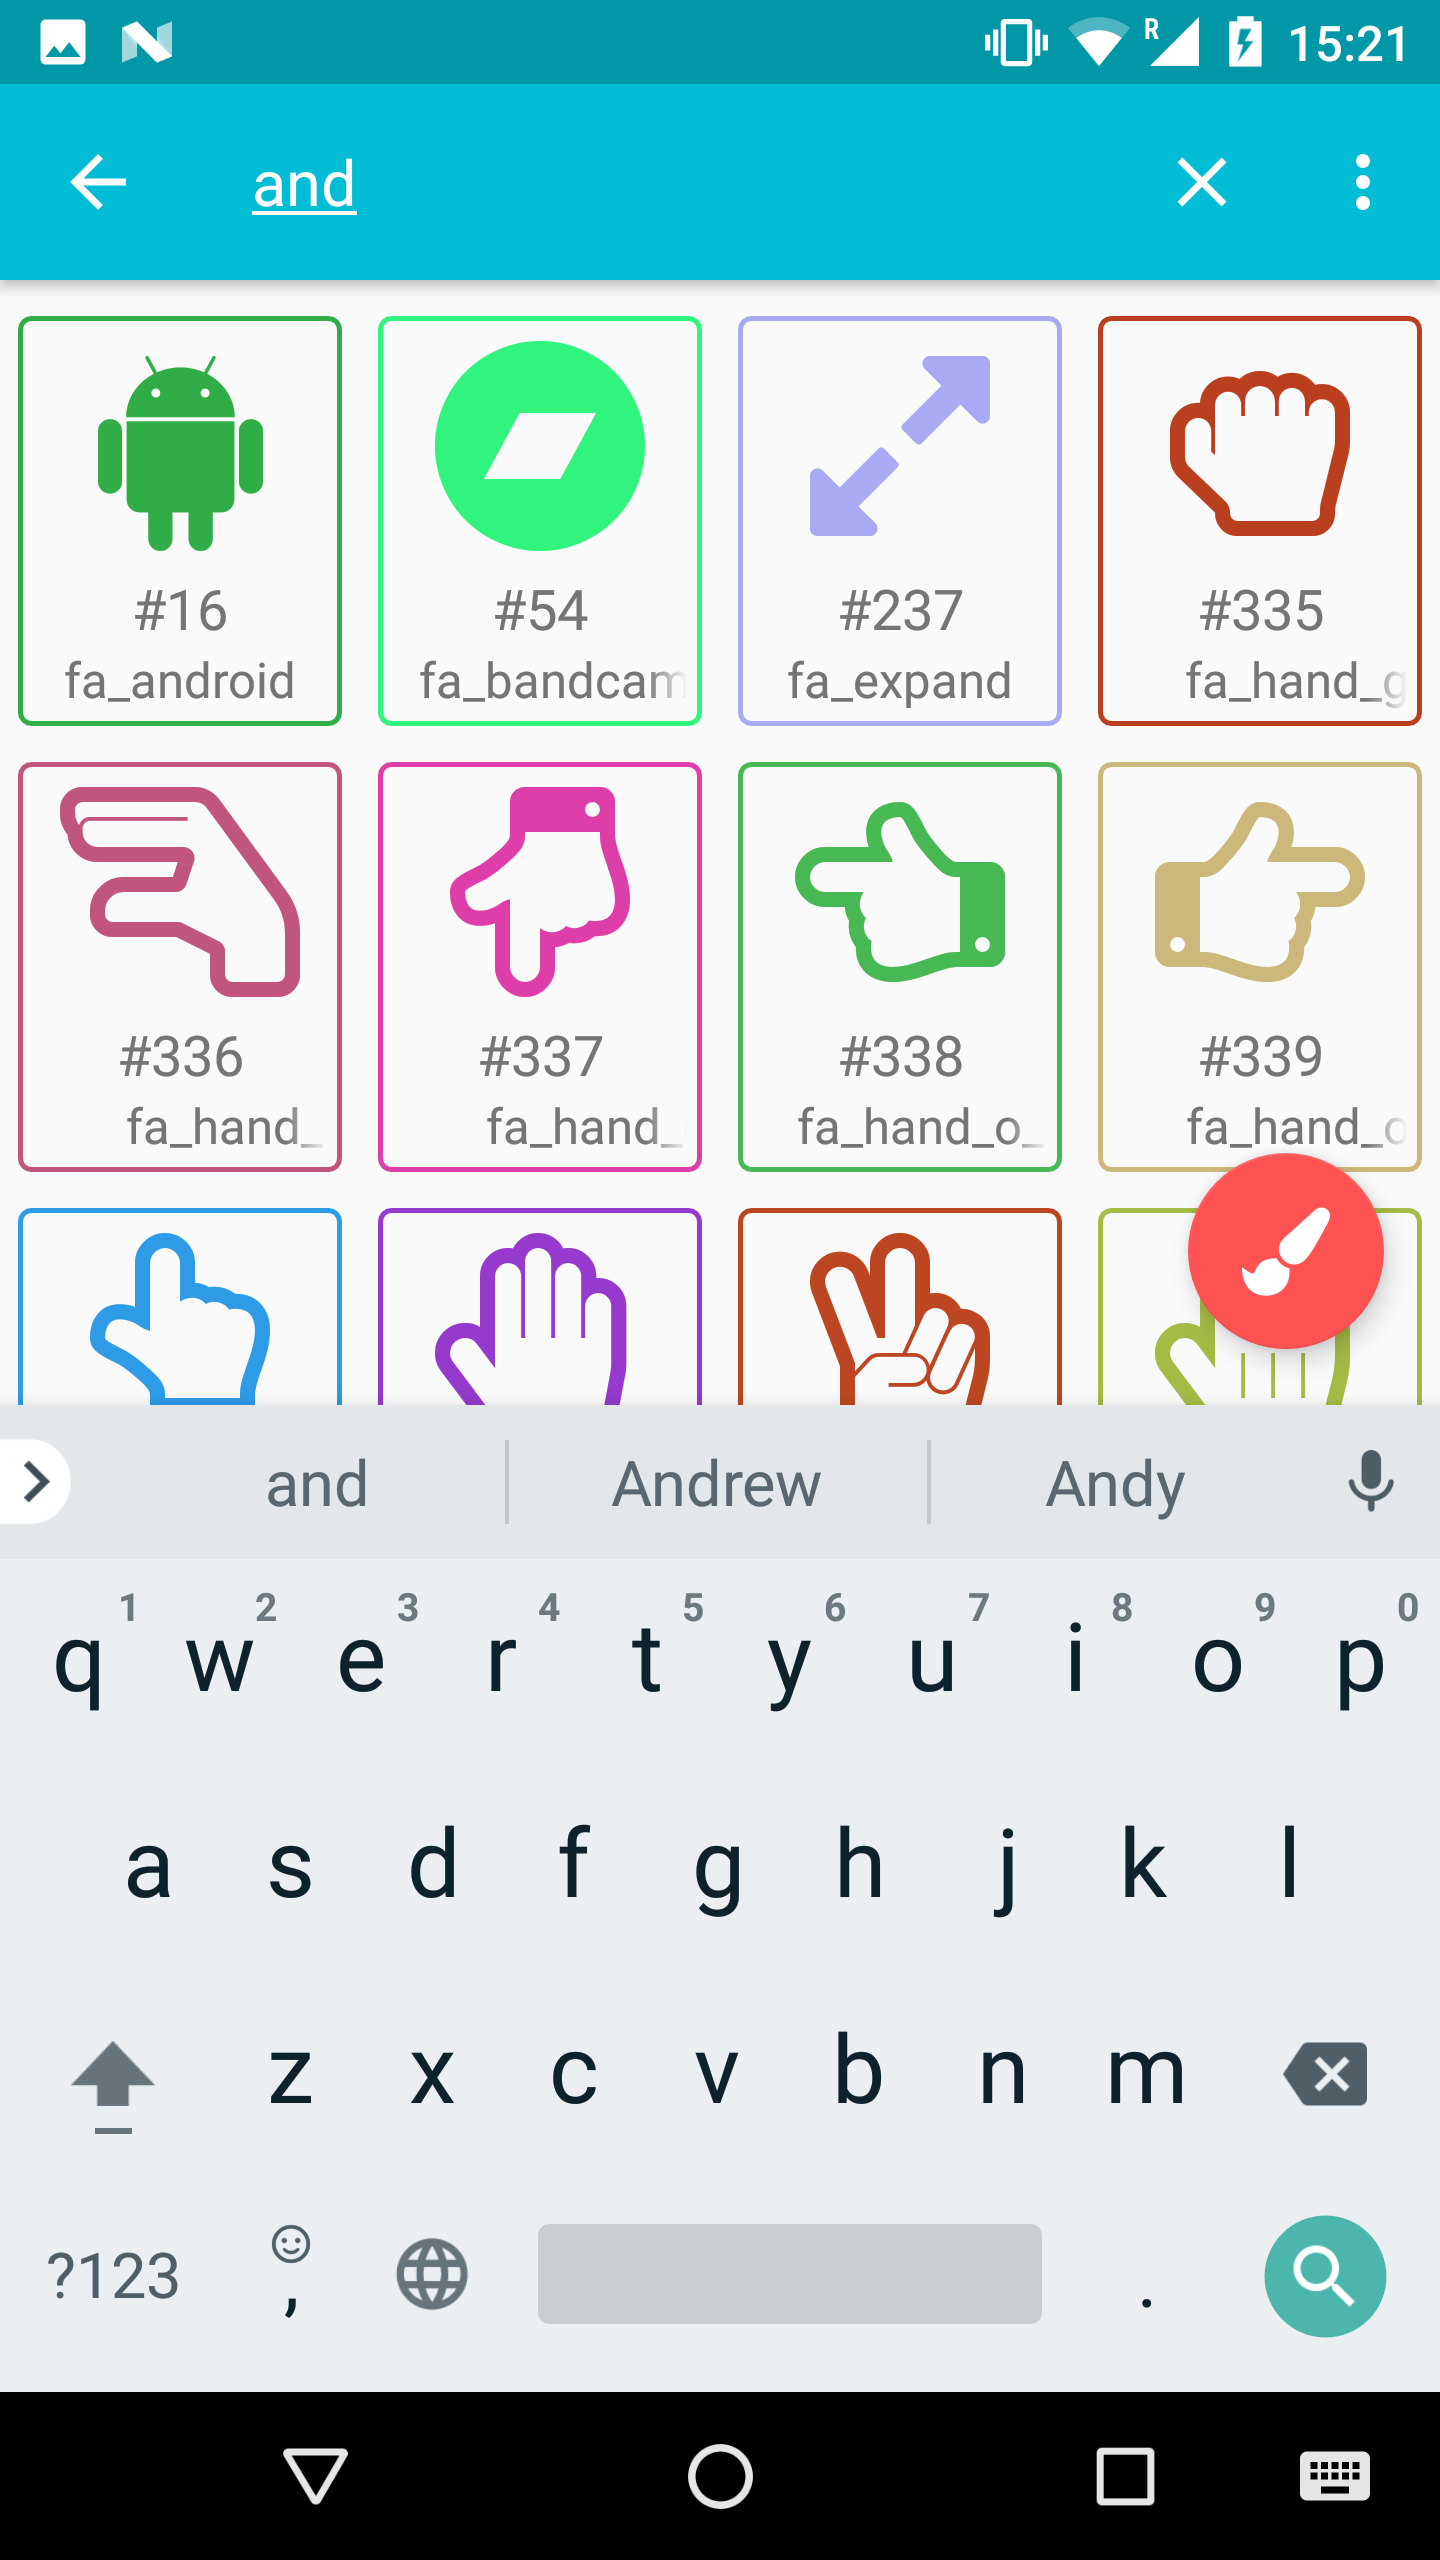 R 15:21
and
#16 #54 #237 #335
fa_android fa_bandcam fa_expand fa_hand_g
#336 #337 #338 #339
fa_hand_ fa_hand_ fa_hand_o_ fa_hand_o
and Andrew Andy
1 2 3 4 5 6 7 8 9 0
q w e r t y u i o p
a s d f g h j k l
z x c v b n m
?123 , .